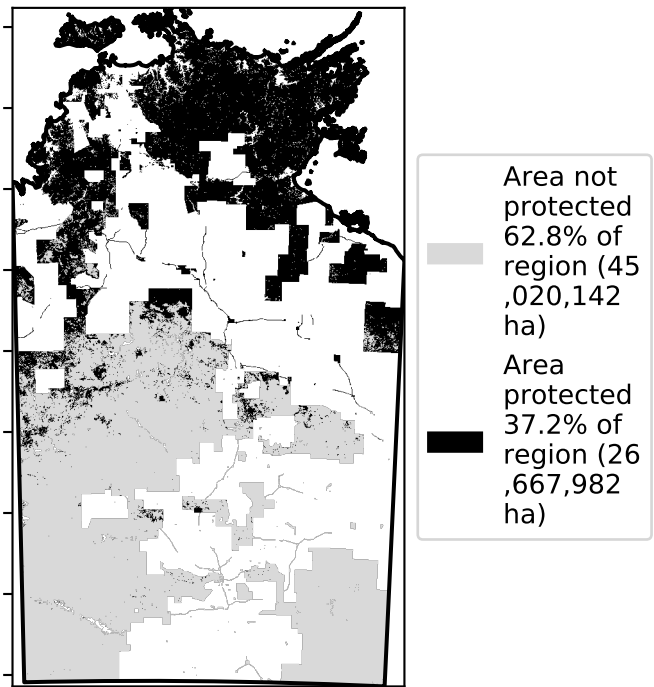 Area not
protected
62.8% of
region (45
,020,142
ha)
Area
protected
37.2% of
region (26
,667,982
ha)